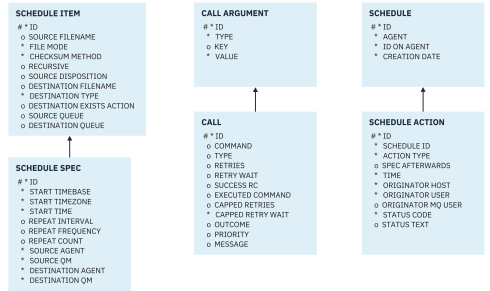 SCHEDULE ITEM
# * ID
o SOURCE FILENAME
* FILE MODE
* CHECKSUM METHOD
o RECURSIVE
o SOURCE DISPOSITION
o DESTINATION FILENAME
* DESTINATION TYPE
o DESTINATION EXISTS ACTION
o SOURCE QUEUE
o DESTINATION QUEUE
SCHEDULE SPEC
# * ID
* START TIMEBASE
* START TIMEZONE
* START TIME
o REPEAT INTERVAL
o REPEAT FREQUENCY
o REPEAT COUNT
* SOURCE AGENT
* SOURCE QM
* DESTINATION AGENT
* DESTINATION QM
CALL ARGUMENT
# * ID
* TYPE
o KEY
* VALUE
CALL
# * ID
o COMMAND
o TYPE
o RETRIES
o RETRY WAIT
o SUCCESS RC
o EXECUTED COMMAND
o CAPPED RETRIES
* CAPPED RETRY WAIT
o OUTCOME
o PRIORITY
o MESSAGE
SCHEDULE
# * ID
* AGENT
* ID ON AGENT
* CREATION DATE
SCHEDULE ACTION
# * ID
* SCHEDULE ID
* ACTION TYPE
o SPEC AFTERWARDS
* TIME
* ORIGINATOR HOST
* ORIGINATOR USER
o ORIGINATOR MQ USER
* STATUS CODE
o STATUS TEXT